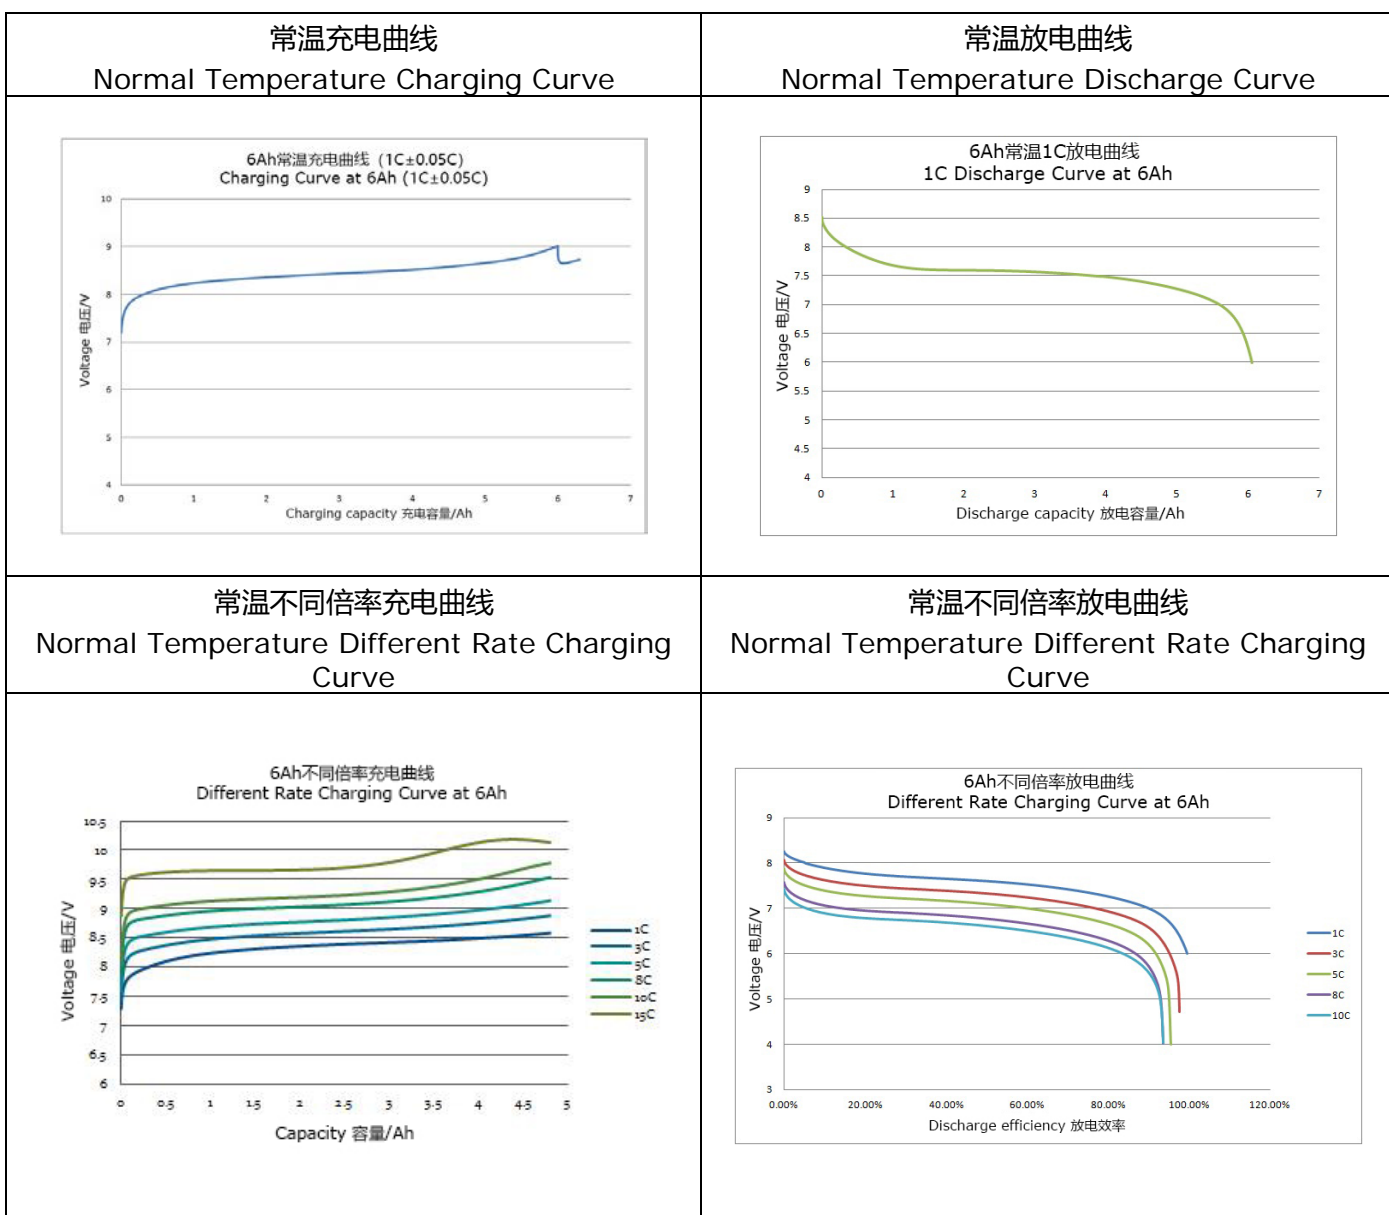 常温充电曲线
Normal Temperature Charging Curve
常温放电曲线
Normal Temperature Discharge Curve
6Ah常温充电曲线 (1C±0.05C)
Charging Curve at 6Ah (1C±0.05C)
10
9
8
7
6
5
4
Voltage 电压/V
0 1 2 3 4 5 6 7
Charging capacity 充电容量/Ah
6Ah常温1C放电曲线
1C Discharge Curve at 6Ah
9
8.5
8
7.5
7
6.5
6
5.5
5
4.5
4
Voltage 电压/V
0 1 2 3 4 5 6 7
Discharge capacity 放电容量/Ah
常温不同倍率充电曲线
Normal Temperature Different Rate Charging
Curve
常温不同倍率放电曲线
Normal Temperature Different Rate Charging
Curve
6Ah不同倍率充电曲线
Different Rate Charging Curve at 6Ah
10.5
10
9.5
9
8.5
8
7.5
7
6.5
6
Voltage 电压/V
0 0.5 1 1.5 2 2.5 3 3.5 4 4.5 5
Capacity 容量/Ah
1C
3C
5C
8C
10C
15C
6Ah不同倍率放电曲线
Different Rate Charging Curve at 6Ah
9
8
7
6
5
4
3
Voltage 电压/V
0.00% 20.00% 40.00% 60.00% 80.00% 100.00% 120.00%
Discharge efficiency 放电效率
1C
3C
5C
8C
10C